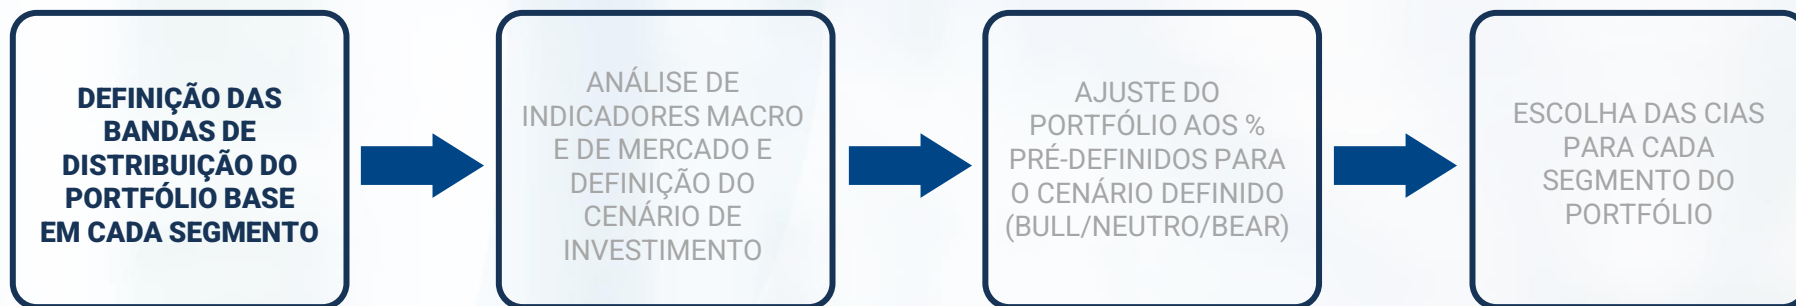 DEFINIÇÃO DAS
BANDAS DE
DISTRIBUIÇÃO DO
PORTFÓLIO BASE
EM CADA SEGMENTO
ANÁLISE DE
INDICADORES MACRO
E DE MERCADO E
DEFINIÇÃO DO
CENÁRIO DE
INVESTIMENTO
AJUSTE DO
PORTFÓLIO AOS %
PRÉ-DEFINIDOS PARA
O CENÁRIO DEFINIDO
(BULL/NEUTRO/BEAR)
ESCOLHA DAS CIAS
PARA CADA
SEGMENTO DO
PORTFÓLIO